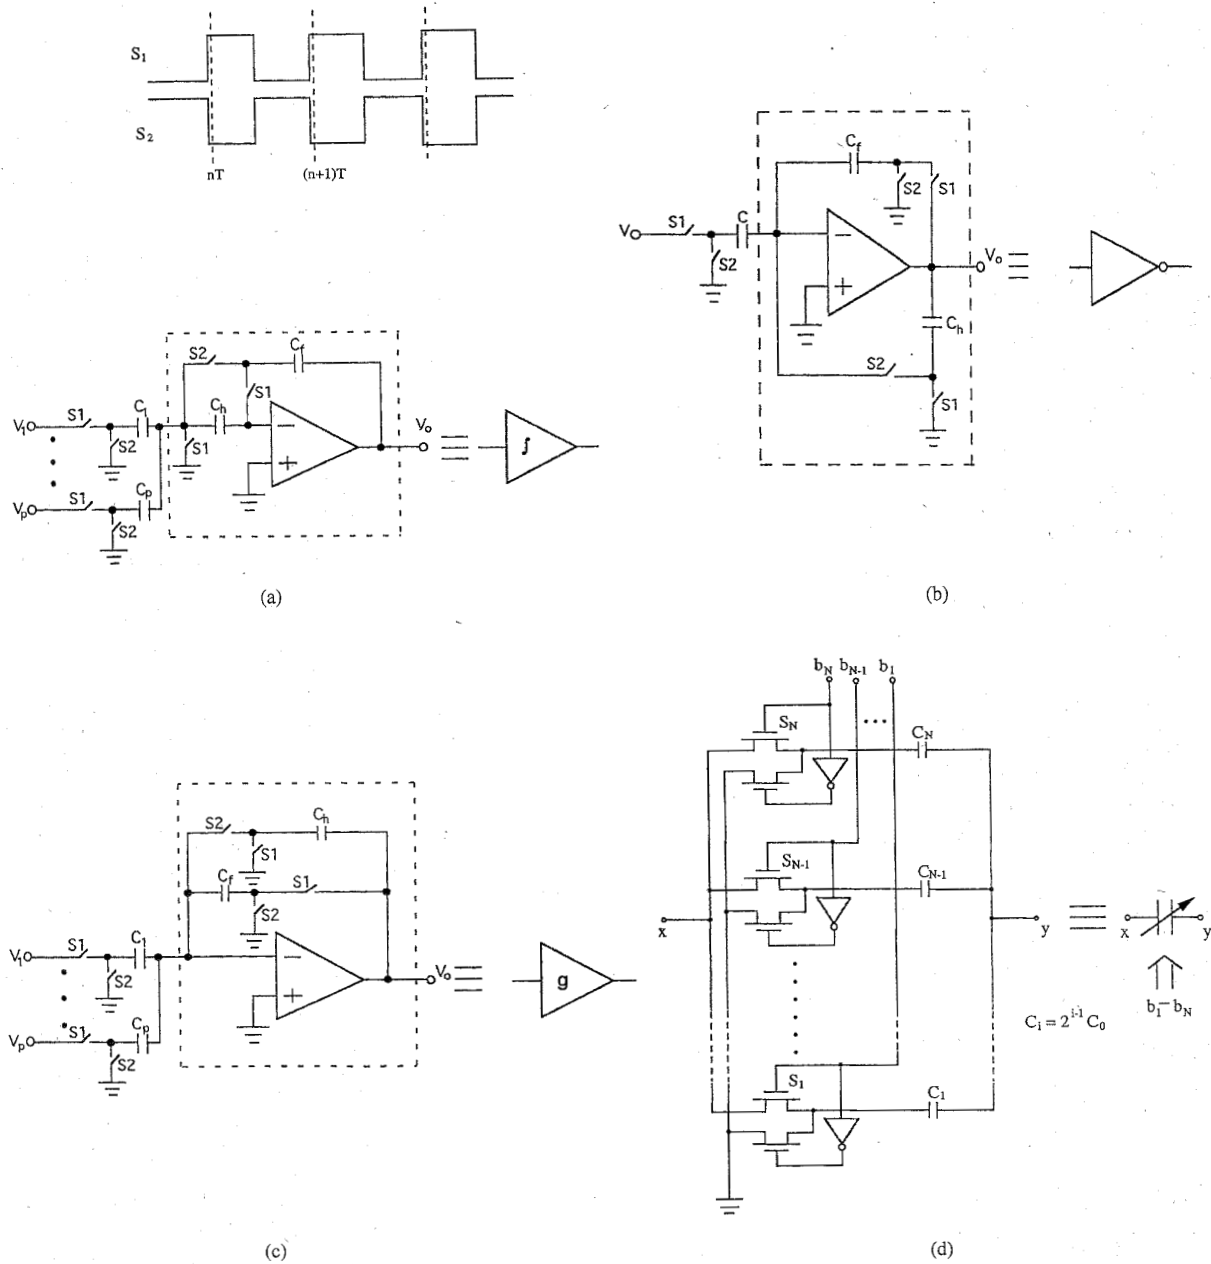 S1
S2
nT
(n+1)T
Cf
S2
S1
V
S1
C
S2
Vo
Ch
S2
S1
S2
Cf
S1
V1
S1
C1
Ch
S2
S1
Vo
∫
Cp
Vp
S1
S2
(a)
(b)
bN bN-1 b1
SN
CN
SN-1
CN-1
x
y
x
y
b1-bN
Ci = 2^i-1 C0
S1
C1
S2
Ch
S1
Cf
S1
S2
V1
S1
C1
S2
Vo
g
Vp
S1
Cp
S2
(c)
(d)